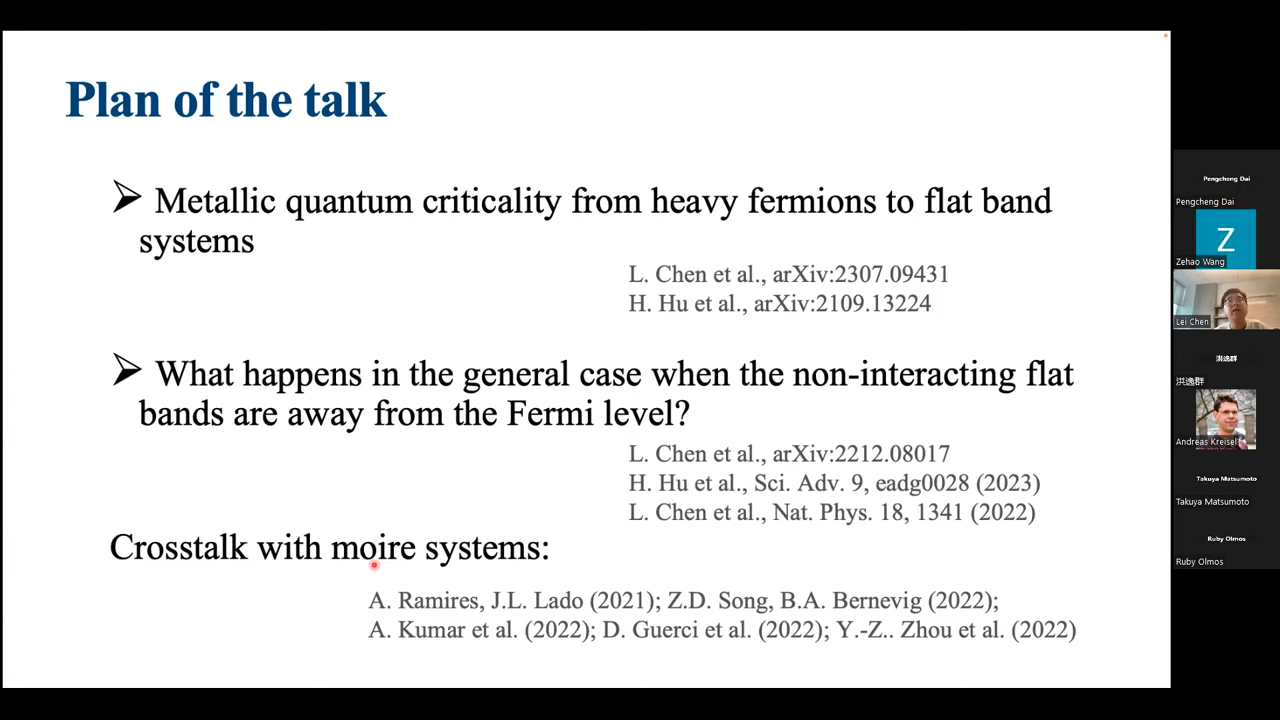 Plan of the talk
➢ Metallic quantum criticality from heavy fermions to flat band
systems
L. Chen et al., arXiv:2307.09431
H. Hu et al., arXiv:2109.13224
➢ What happens in the general case when the non-interacting flat
bands are away from the Fermi level?
L. Chen et al., arXiv:2212.08017
H. Hu et al., Sci. Adv. 9, eadg0028 (2023)
L. Chen et al., Nat. Phys. 18, 1341 (2022)
Crosstalk with moire systems:
A. Ramires, J.L. Lado (2021); Z.D. Song, B.A. Bernevig (2022);
A. Kumar et al. (2022); D. Guerci et al. (2022); Y.-Z.. Zhou et al. (2022)
Pengcheng Dai
Pengcheng Dai
Z
Zehao Wang
Lei Chen
洪逸群
洪逸群
Andreas Kreisel
Takuya Matsumoto
Takuya Matsumoto
Ruby Olmos
Ruby Olmos